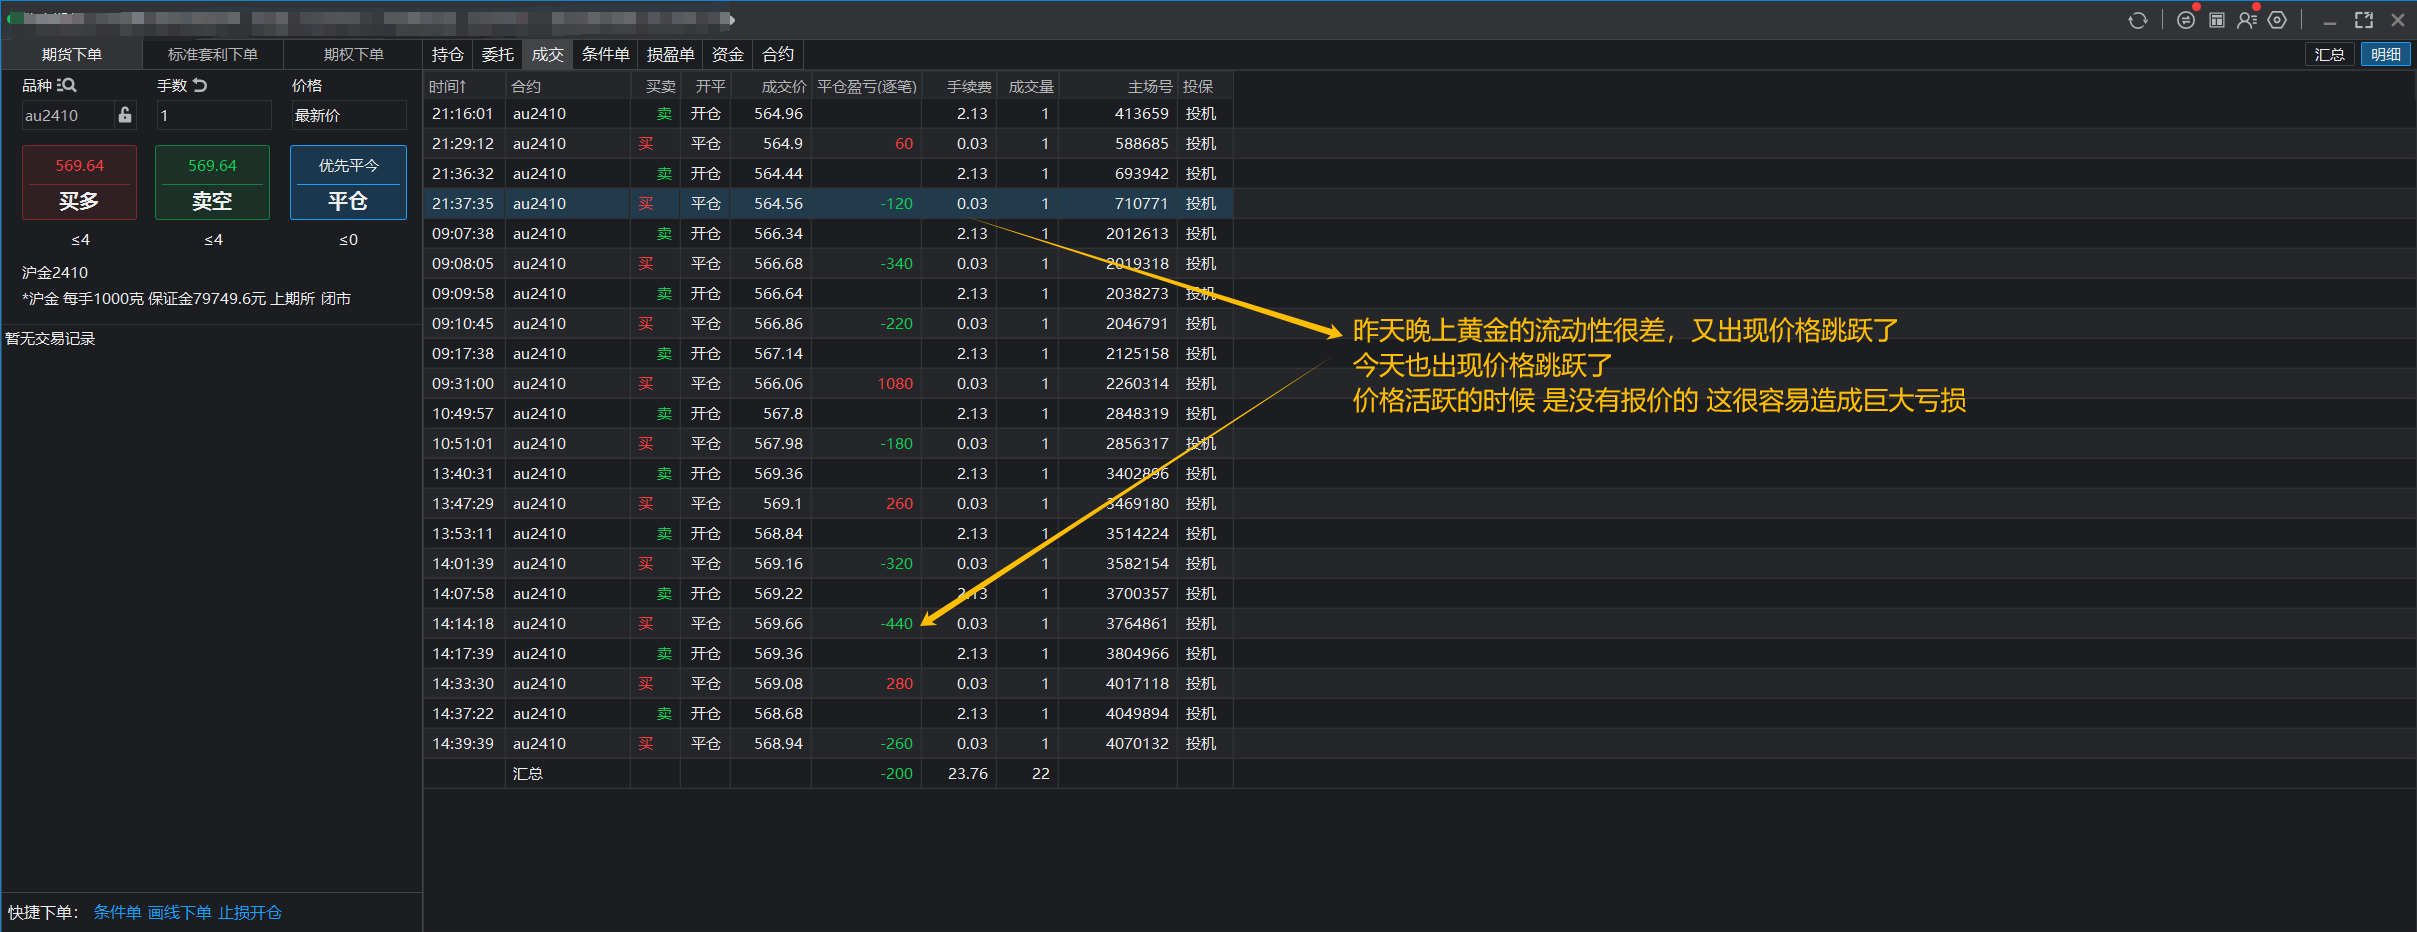 期货下单 标准套利下单 期权下单 持仓 委托 成交 条件单 损盈单 资金 合约 汇总 明细
品种 手数 价格
au2410 1 最新价
569.64 569.64 优先平今
买多 卖空 平仓
≤4 ≤4 ≤0
沪金2410
*沪金 每手1000克 保证金79749.6元 上期所 闭市
暂无交易记录
快捷下单： 条件单 画线下单 止损开仓
时间↑ 合约 买卖 开平 成交价 平仓盈亏(逐笔) 手续费 成交量 主场号 投保
21:16:01 au2410 卖 开仓 564.96 2.13 1 413659 投机
21:29:12 au2410 买 平仓 564.9 60 0.03 1 588685 投机
21:36:32 au2410 卖 开仓 564.44 2.13 1 693942 投机
21:37:35 au2410 买 平仓 564.56 -120 0.03 1 710771 投机
09:07:38 au2410 卖 开仓 566.34 2.13 1 2012613 投机
09:08:05 au2410 买 平仓 566.68 -340 0.03 1 2019318 投机
09:09:58 au2410 卖 开仓 566.64 2.13 1 2038273 投机
09:10:45 au2410 买 平仓 566.86 -220 0.03 1 2046791 投机
09:17:38 au2410 卖 开仓 567.14 2.13 1 2125158 投机
09:31:00 au2410 买 平仓 566.06 1080 0.03 1 2260314 投机
10:49:57 au2410 卖 开仓 567.8 2.13 1 2848319 投机
10:51:01 au2410 买 平仓 567.98 -180 0.03 1 2856317 投机
13:40:31 au2410 卖 开仓 569.36 2.13 1 3402896 投机
13:47:29 au2410 买 平仓 569.1 260 0.03 1 3469180 投机
13:53:11 au2410 卖 开仓 568.84 2.13 1 3514224 投机
14:01:39 au2410 买 平仓 569.16 -320 0.03 1 3582154 投机
14:07:58 au2410 卖 开仓 569.22 2.13 1 3700357 投机
14:14:18 au2410 买 平仓 569.66 -440 0.03 1 3764861 投机
14:17:39 au2410 卖 开仓 569.36 2.13 1 3804966 投机
14:33:30 au2410 买 平仓 569.08 280 0.03 1 4017118 投机
14:37:22 au2410 卖 开仓 568.68 2.13 1 4049894 投机
14:39:39 au2410 买 平仓 568.94 -260 0.03 1 4070132 投机
汇总 -200 23.76 22
昨天晚上黄金的流动性很差，又出现价格跳跃了
今天也出现价格跳跃了
价格活跃的时候 是没有报价的 这很容易造成巨大亏损